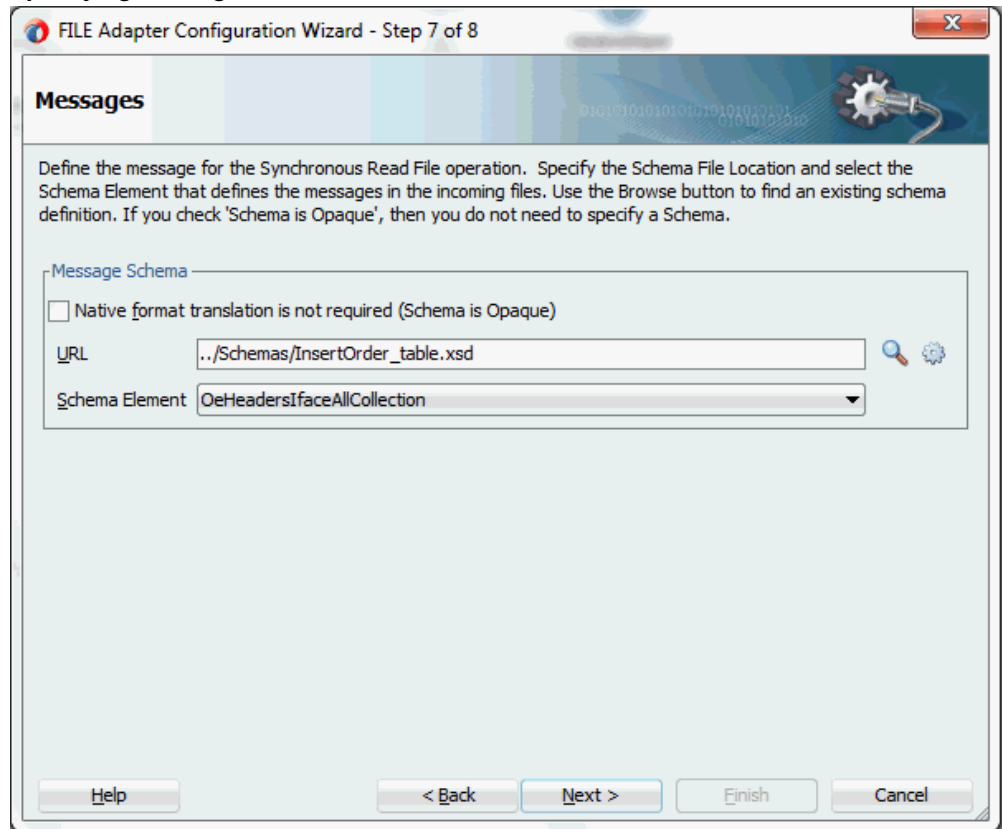 FILE Adapter Configuration Wizard - Step 7 of 8
Messages
Define the message for the Synchronous Read File operation.  Specify the Schema File Location and select the
Schema Element that defines the messages in the incoming files. Use the Browse button to find an existing schema
definition. If you check 'Schema is Opaque', then you do not need to specify a Schema.
Message Schema
Native format translation is not required (Schema is Opaque)
URL ../Schemas/InsertOrder_table.xsd
Schema Element OeHeadersIfaceAllCollection
Help < Back Next > Finish Cancel